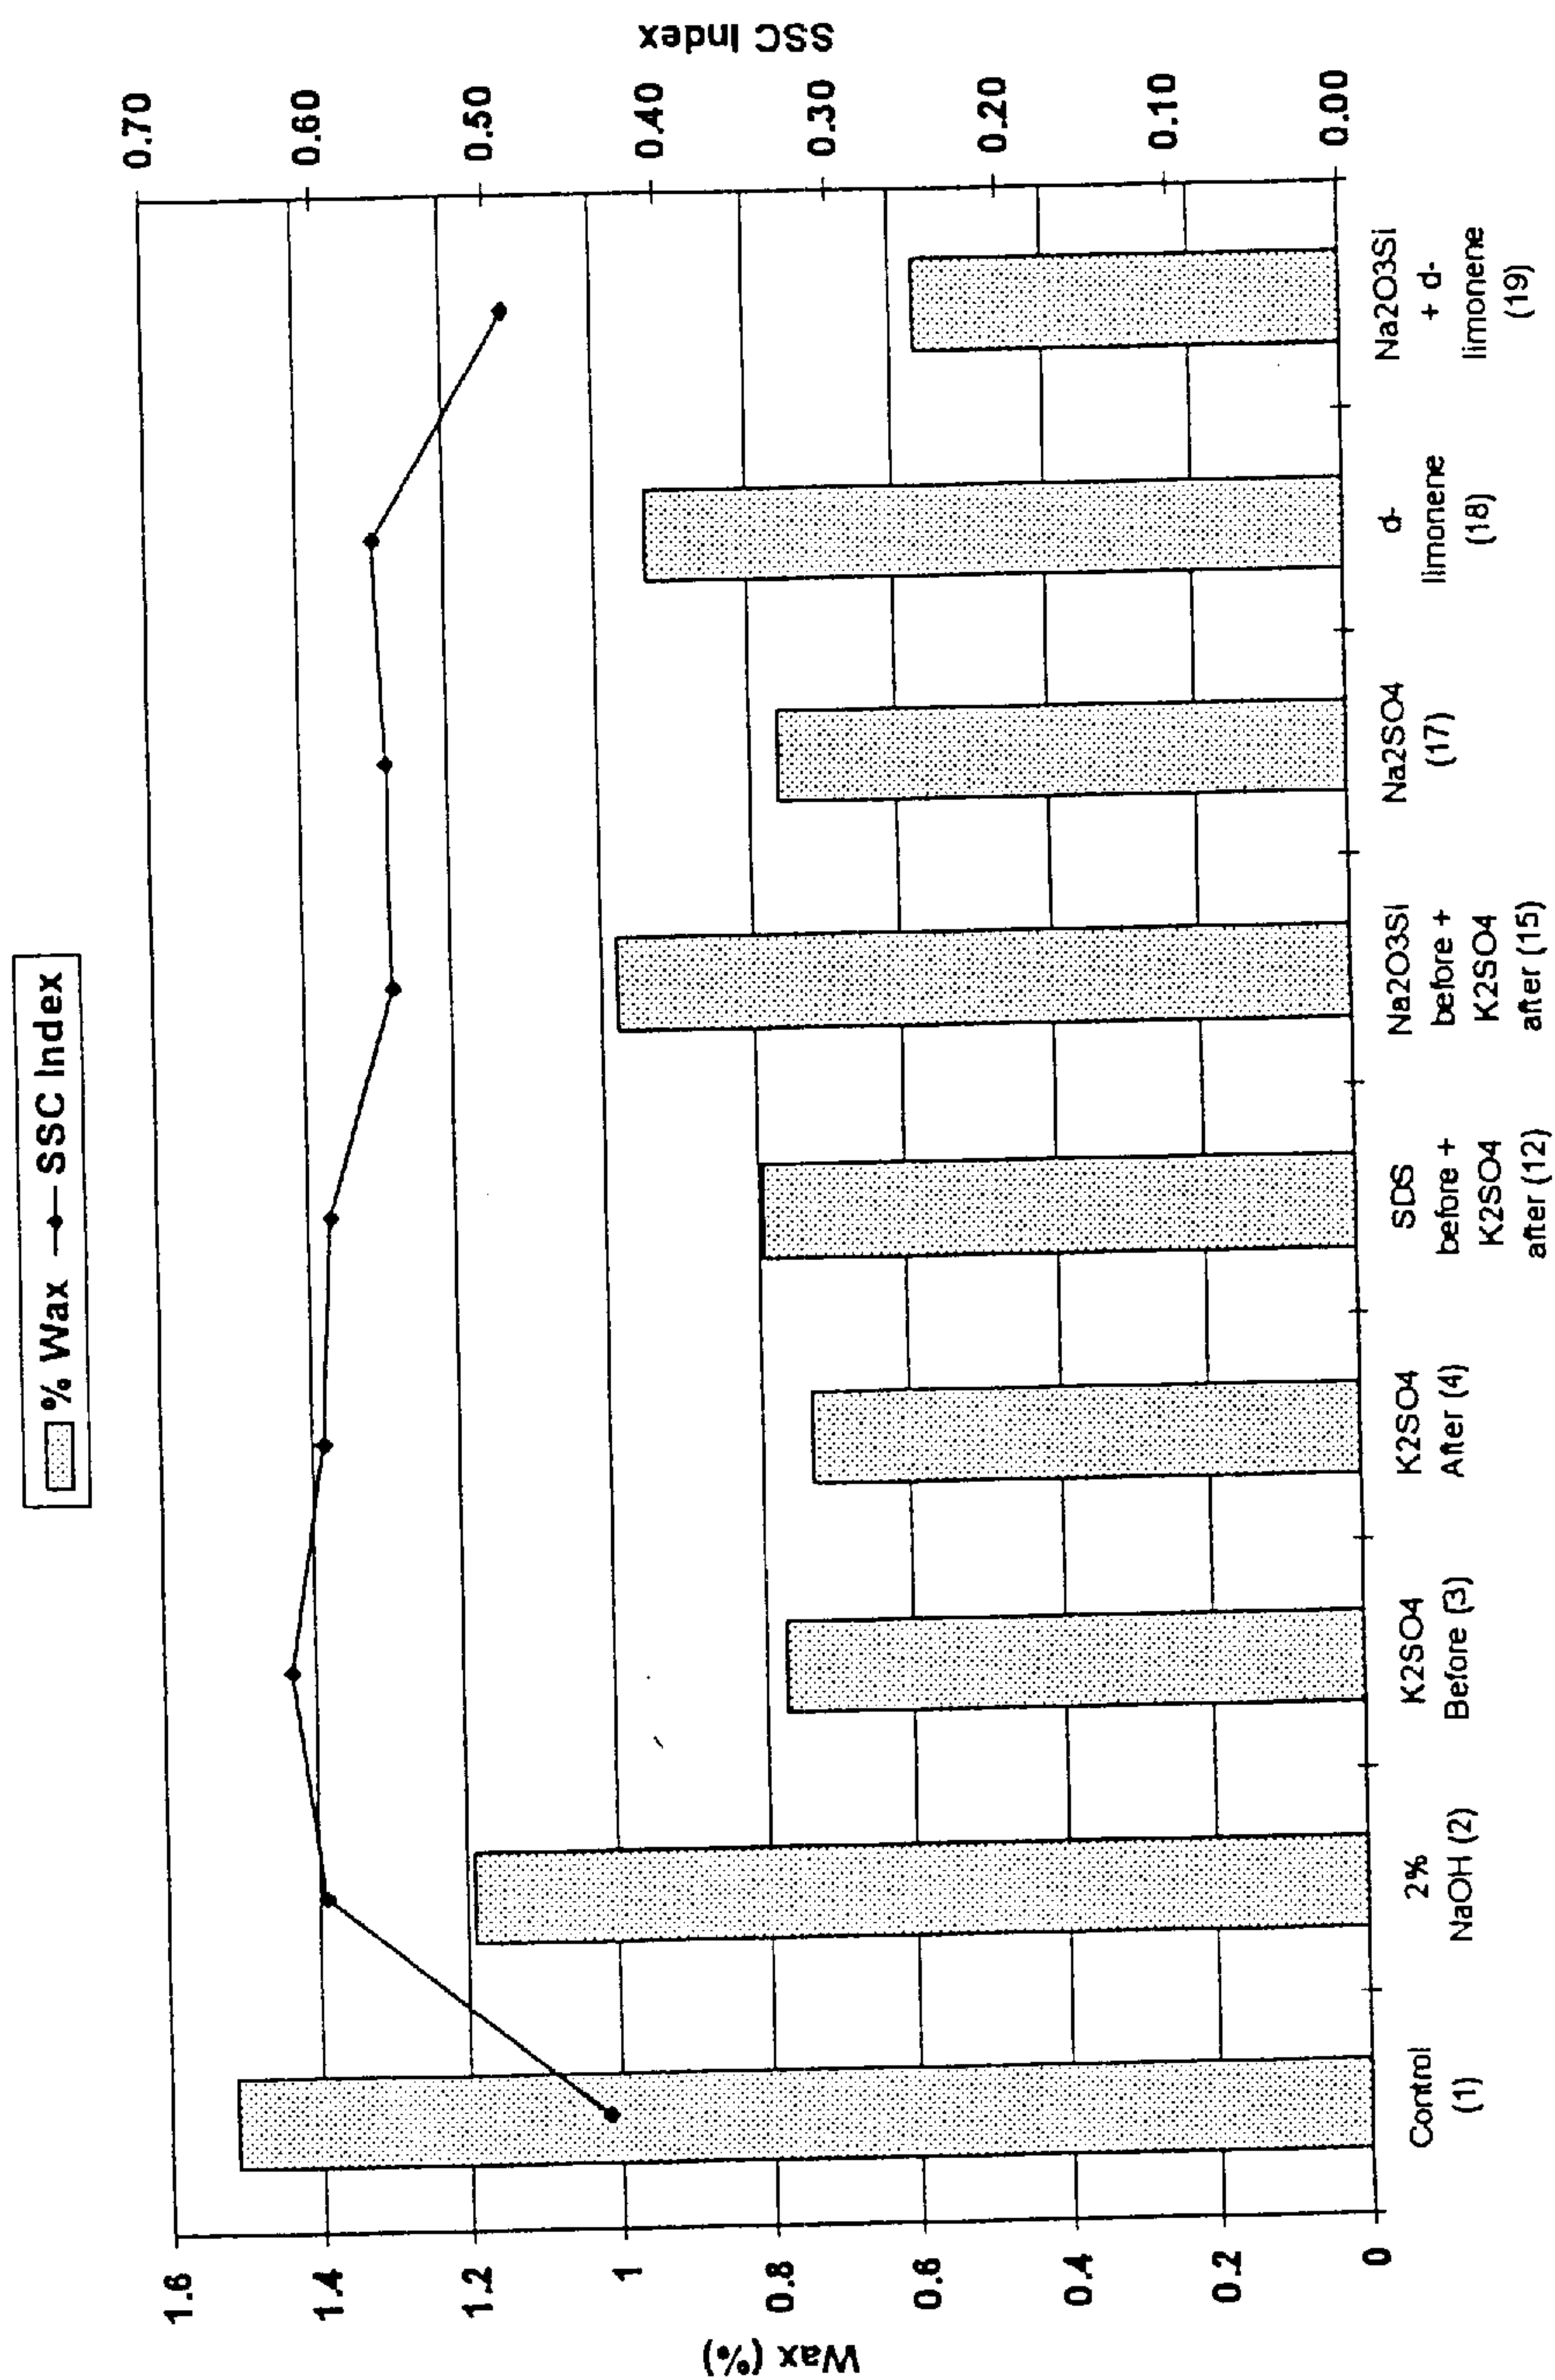 % Wax SSC Index
Wax (%)
1.6
1.4
1.2
1
0.8
0.6
0.4
0.2
0
SSC Index
0.70
0.60
0.50
0.40
0.30
0.20
0.10
0.00
Control
(1)
2%
NaOH (2)
K2SO4
Before (3)
K2SO4
After (4)
SDS
before +
K2SO4
after (12)
Na2O3Si
before +
K2SO4
after (15)
Na2SO4
(17)
d-
limonene
(18)
Na2O3Si
+ d-
limonene
(19)